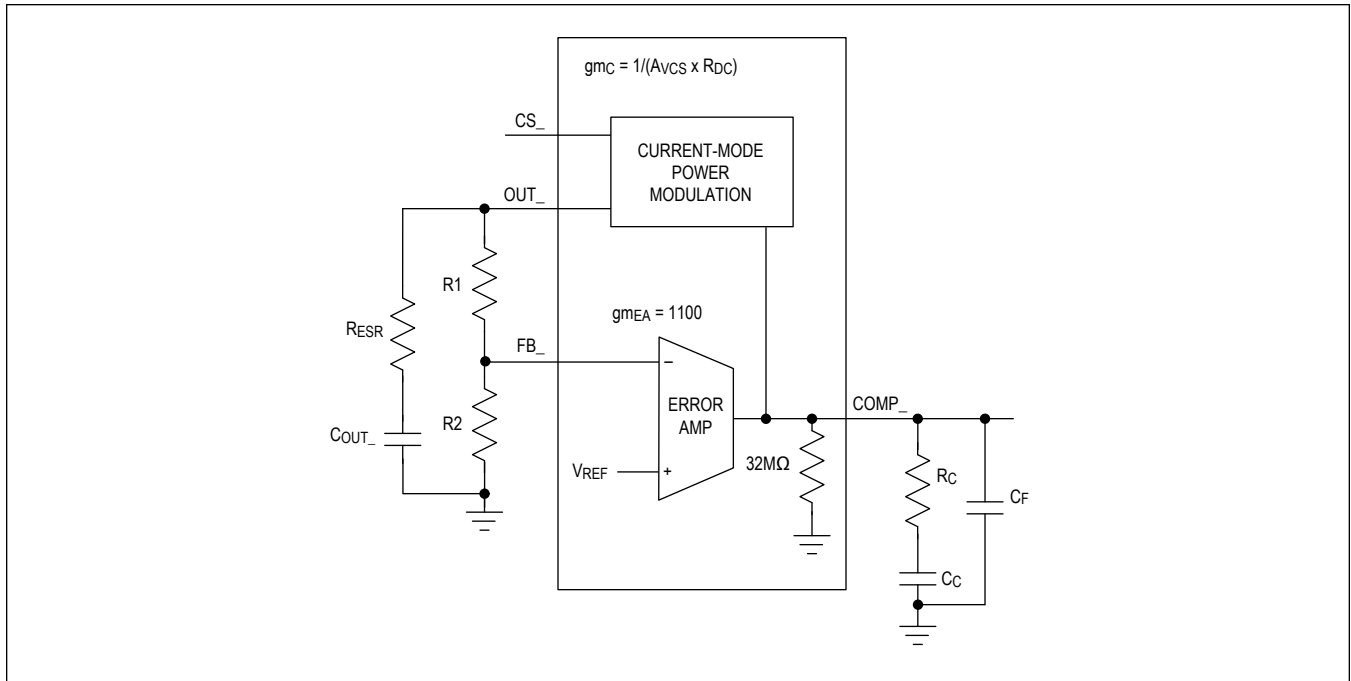 gmC = 1/(AVCS x RDC)
CS_
CURRENT-MODE
POWER
MODULATION
OUT_
R1
gmEA = 1100
RESR
FB_
−
ERROR
AMP
COMP_
R2
COUT_
32MΩ
VREF
+
RC
CF
CC